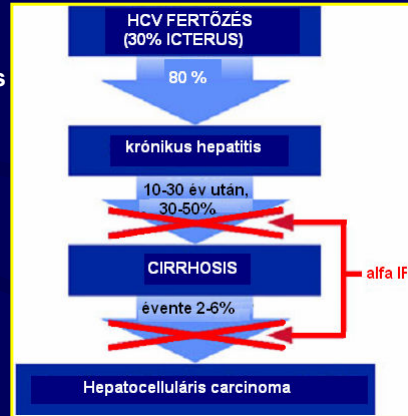 HCV FERTŐZÉS
(30% ICTERUS)
80 %
krónikus hepatitis
10-30 év után,
30-50%
CIRRHOSIS
alfa
évente 2-6%
Hepatocelluláris carcinoma